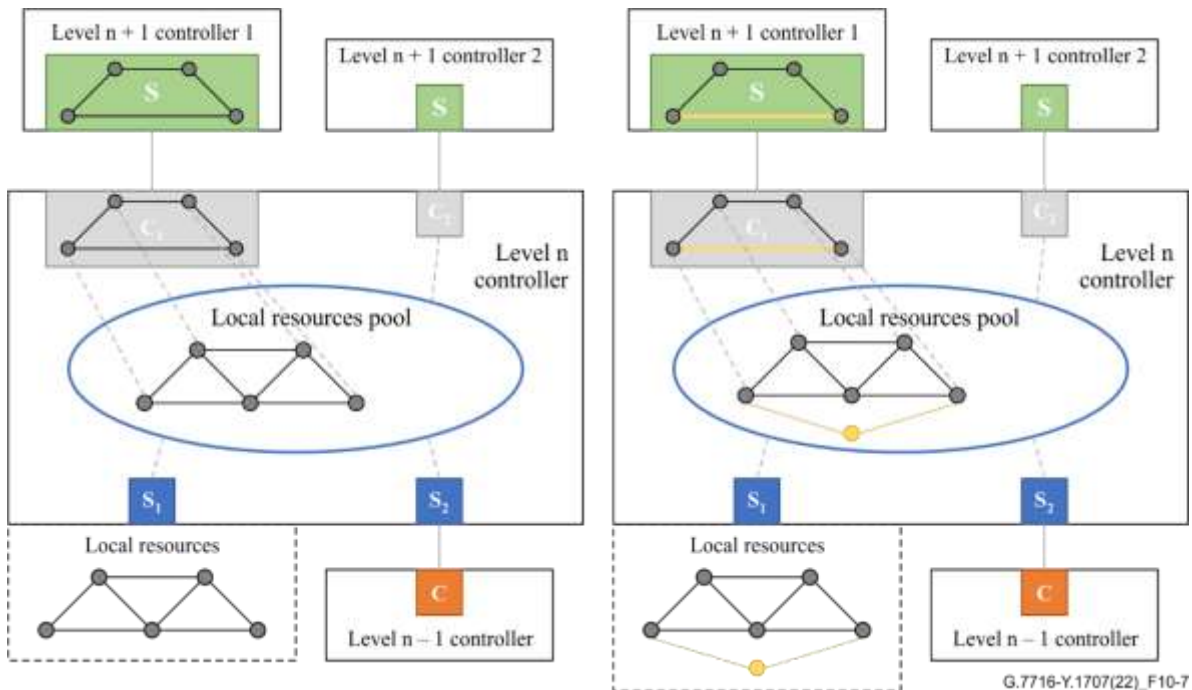 Level n + 1 controller 1
S
Level n + 1 controller 2
S
C1
C2
Level n
controller
Local resources pool
S1
S2
Local resources
C
Level n – 1 controller
Level n + 1 controller 1
S
Level n + 1 controller 2
S
C1
C2
Level n
controller
Local resources pool
S1
S2
Local resources
C
Level n – 1 controller
G.7716-Y.1707(22)_F10-7